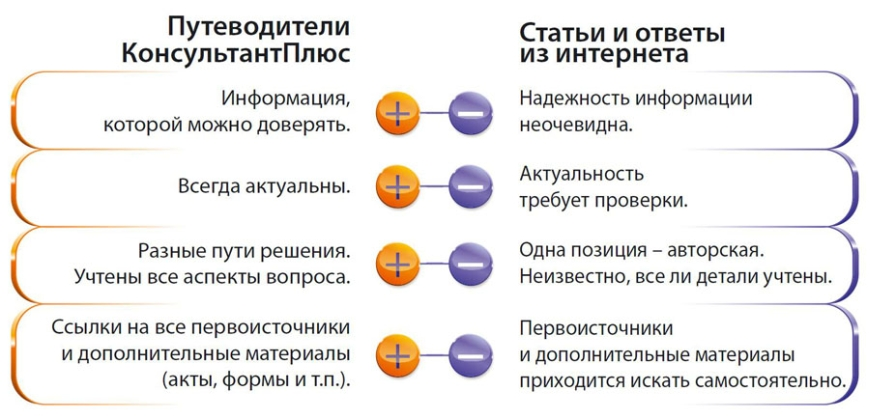 Путеводители
КонсультантПлюс
Статьи и ответы
из интернета
Информация,
которой можно доверять.
+
−
Надежность информации
неочевидна.
Всегда актуальны.
+
−
Актуальность
требует проверки.
Разные пути решения.
Учтены все аспекты вопроса.
+
−
Одна позиция – авторская.
Неизвестно, все ли детали учтены.
Ссылки на все первоисточники
и дополнительные материалы
(акты, формы и т.п.).
+
−
Первоисточники
и дополнительные материалы
приходится искать самостоятельно.